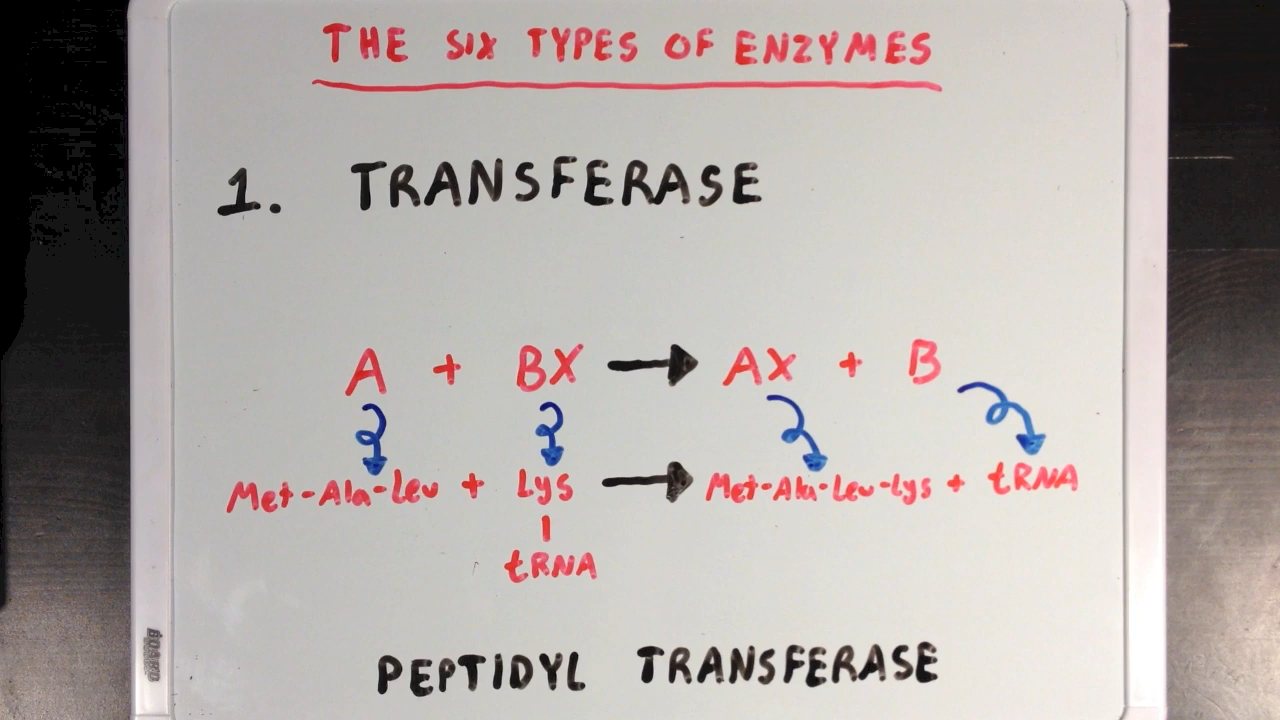 THE SIX TYPES OF ENZYMES
1. TRANSFERASE
A + BX → AX + B
Met-Ala-Leu + Lys → Met-Ala-Leu-Lys + tRNA
tRNA
PEPTIDYL TRANSFERASE